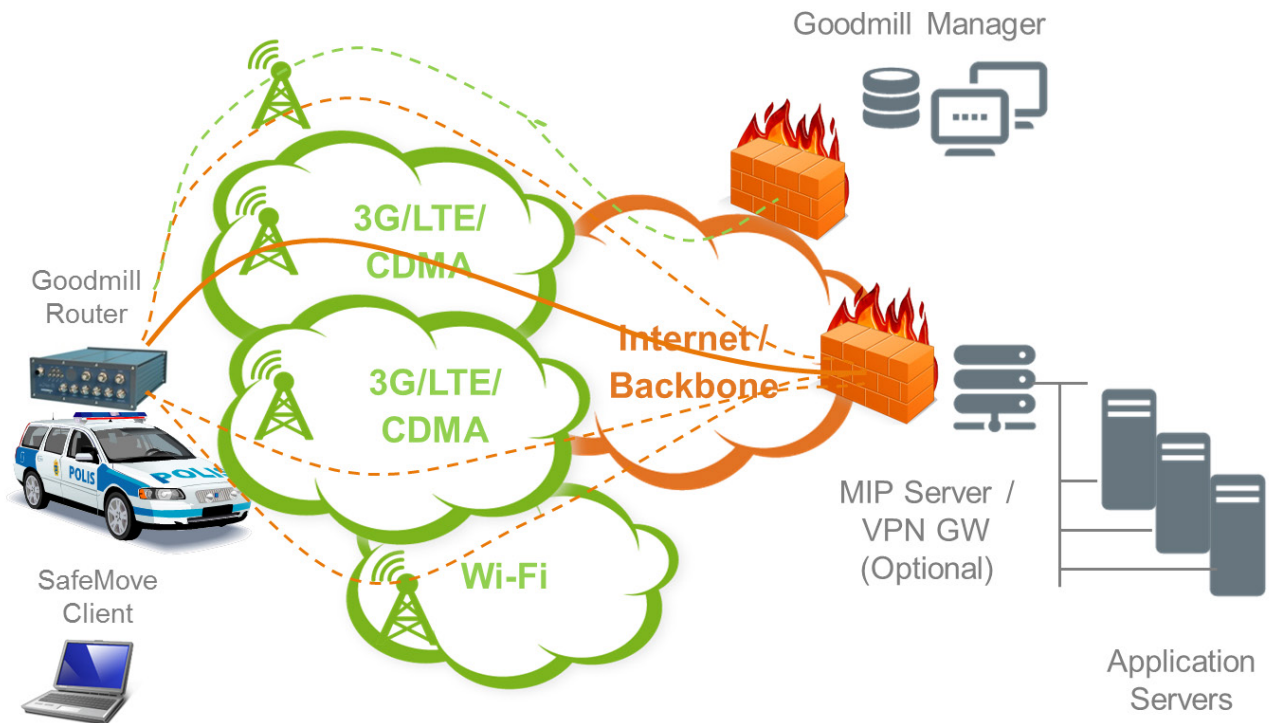 Goodmill Manager
3G/LTE/
CDMA
Goodmill
Router
Internet /
Backbone
3G/LTE/
CDMA
POLIS
POLIS
MIP Server /
VPN GW
(Optional)
Wi-Fi
SafeMove
Client
Application
Servers